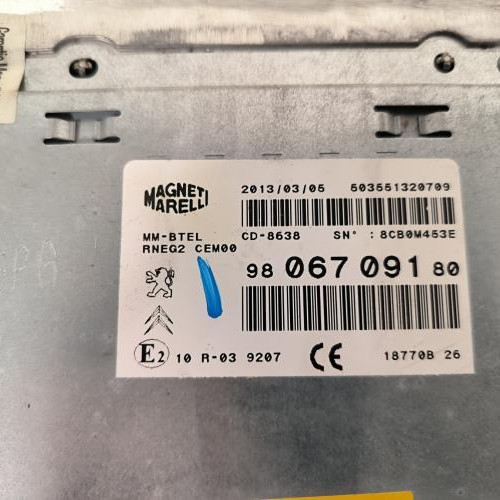 MAGNETI
MARELLI
2013/03/05 503551320709
MM-BTEL CD-8638 SN° : 8CB0M453E
RNEG2 CEM00
98 067 091 80
E2 10 R-03 9207 CE 18770B 26